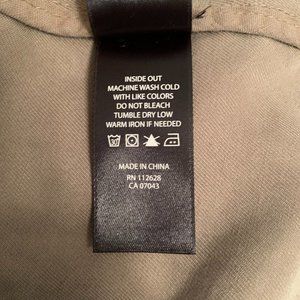 INSIDE OUT
MACHINE WASH COLD
WITH LIKE COLORS
DO NOT BLEACH
TUMBLE DRY LOW
WARM IRON IF NEEDED
MADE IN CHINA
RN 112628
CA 07043